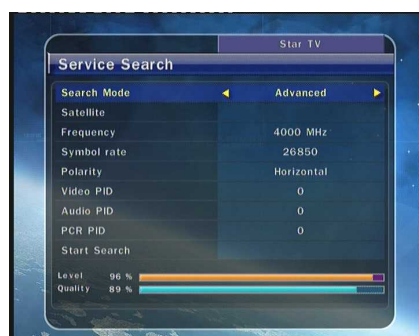 Star TV
Service Search
Search Mode Advanced
Satellite
Frequency 4000 MHz
Symbol rate 26850
Polarity Horizontal
Video PID 0
Audio PID 0
PCR PID 0
Start Search
Level 96 %
Quality 89 %